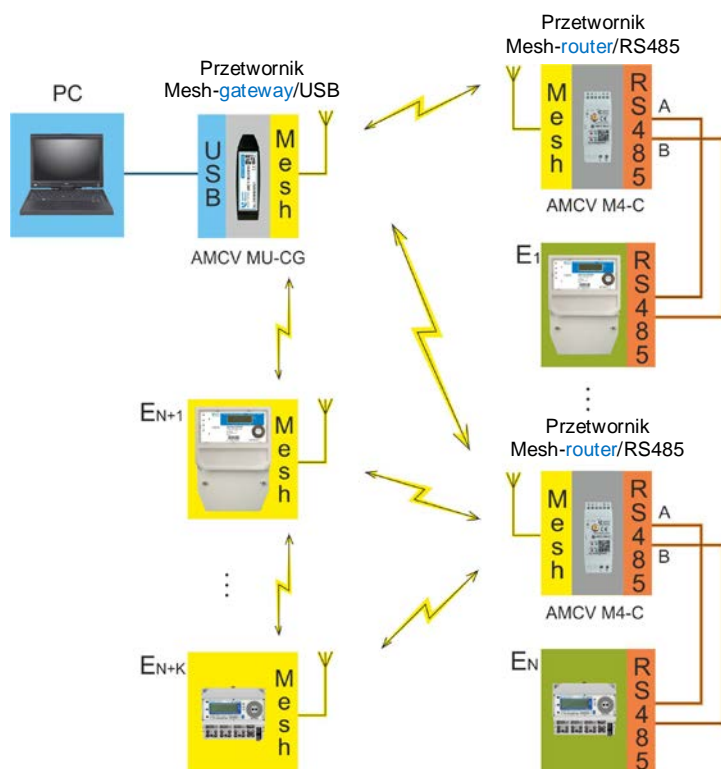 Przetwornik
Mesh-router/RS485
Przetwornik
Mesh-gateway/USB
PC
USB
Mesh
Mesh
RS485
A
B
AMCV MU-CG
AMCV M4-C
E1
RS485
EN+1
Mesh
Przetwornik
Mesh-router/RS485
Mesh
RS485
A
B
AMCV M4-C
EN+K
Mesh
EN
RS485